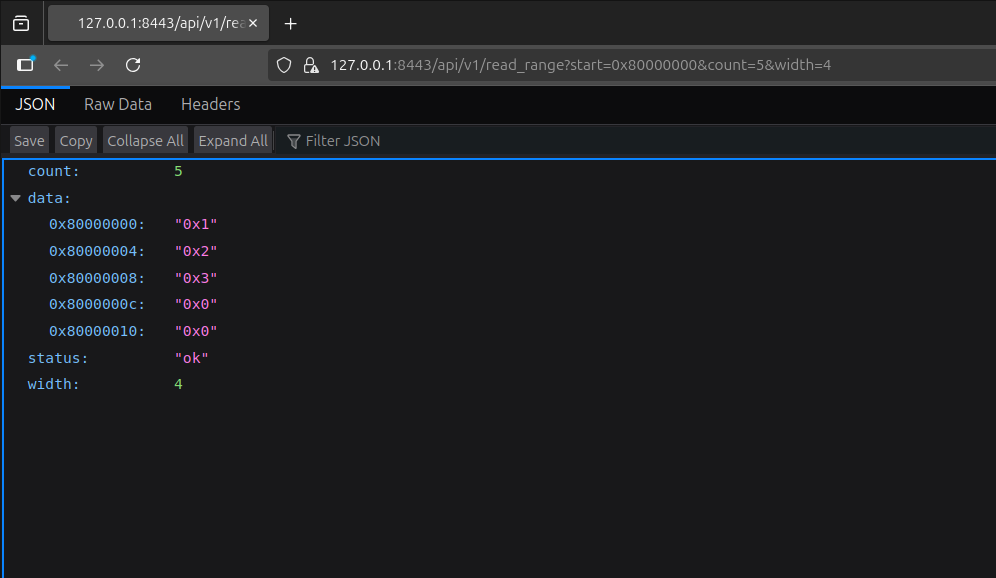 127.0.0.1:8443/api/v1/rea
127.0.0.1:8443/api/v1/read_range?start=0x80000000&count=5&width=4
JSON Raw Data Headers
Save Copy Collapse All Expand All Filter JSON
count: 5
data:
0x80000000: "0x1"
0x80000004: "0x2"
0x80000008: "0x3"
0x8000000c: "0x0"
0x80000010: "0x0"
status: "ok"
width: 4